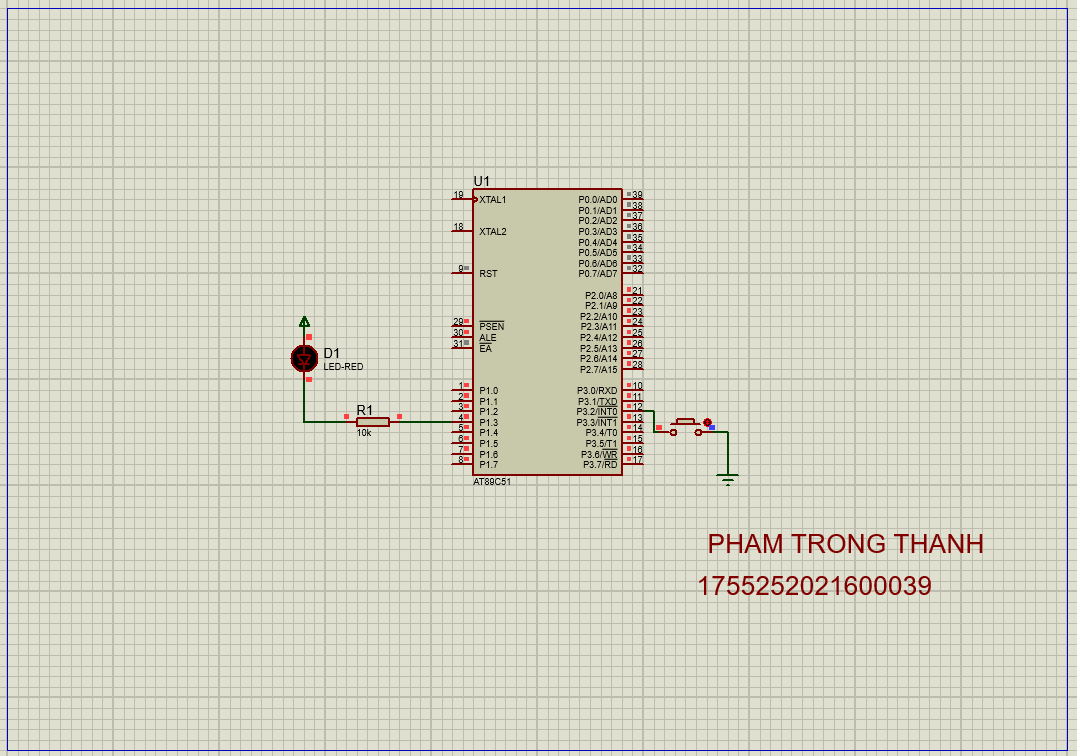 U1
19 XTAL1 P0.0/AD0 39
P0.1/AD1 38
P0.2/AD2 37
18 XTAL2 P0.3/AD3 36
P0.4/AD4 35
P0.5/AD5 34
P0.6/AD6 33
9 RST P0.7/AD7 32
P2.0/A8 21
P2.1/A9 22
P2.2/A10 23
29 PSEN P2.3/A11 24
30 ALE P2.4/A12 25
31 EA P2.5/A13 26
P2.6/A14 27
P2.7/A15 28
D1
LED-RED
1 P1.0 P3.0/RXD 10
2 P1.1 P3.1/TXD 11
3 P1.2 P3.2/INT0 12
4 P1.3 P3.3/INT1 13
5 P1.4 P3.4/T0 14
6 P1.5 P3.5/T1 15
7 P1.6 P3.6/WR 16
8 P1.7 P3.7/RD 17
R1
10k
AT89C51
PHAM TRONG THANH
1755252021600039